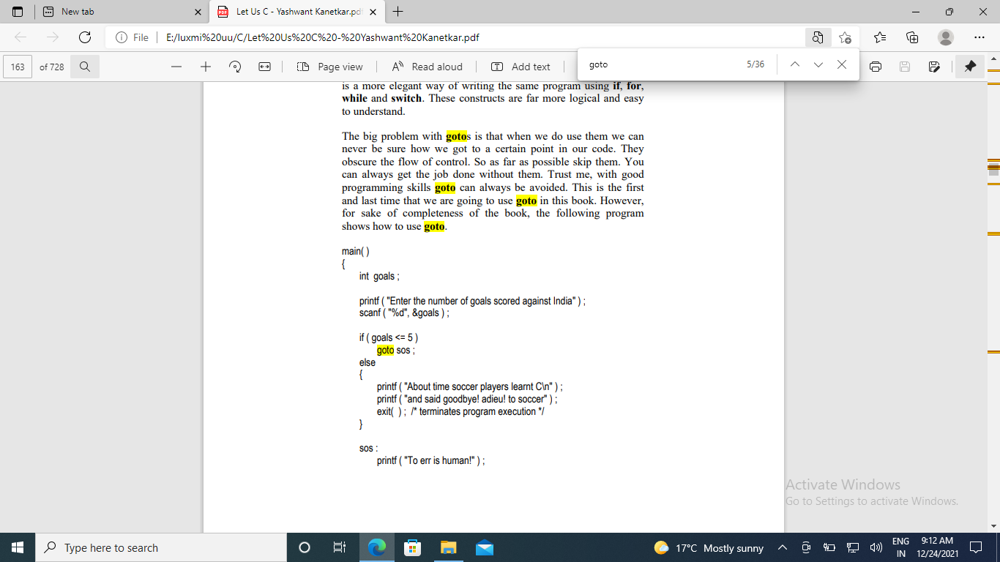 New tab
Let Us C - Yashwant Kanetkar.pd
File
E:/luxmi%20uu/C/Let%20Us%20C%20-%20Yashwant%20Kanetkar.pdf
163 of 728
Page view
Read aloud
Add text
goto 5/36
is a more elegant way of writing the same program using if, for,
while and switch. These constructs are far more logical and easy
to understand.
The big problem with gotos is that when we do use them we can
never be sure how we got to a certain point in our code. They
obscure the flow of control. So as far as possible skip them. You
can always get the job done without them. Trust me, with good
programming skills goto can always be avoided. This is the first
and last time that we are going to use goto in this book. However,
for sake of completeness of the book, the following program
shows how to use goto.
main( )
{
int goals ;
printf ( "Enter the number of goals scored against India" ) ;
scanf ( "%d", &goals ) ;
if ( goals <= 5 )
goto sos ;
else
{
printf ( "About time soccer players learnt C\n" ) ;
printf ( "and said goodbye! adieu! to soccer" ) ;
exit( ) ; /* terminates program execution */
}
sos :
printf ( "To err is human!" ) ;
Activate Windows
Go to Settings to activate Windows.
Type here to search
17°C Mostly sunny
ENG
IN
9:12 AM
12/24/2021